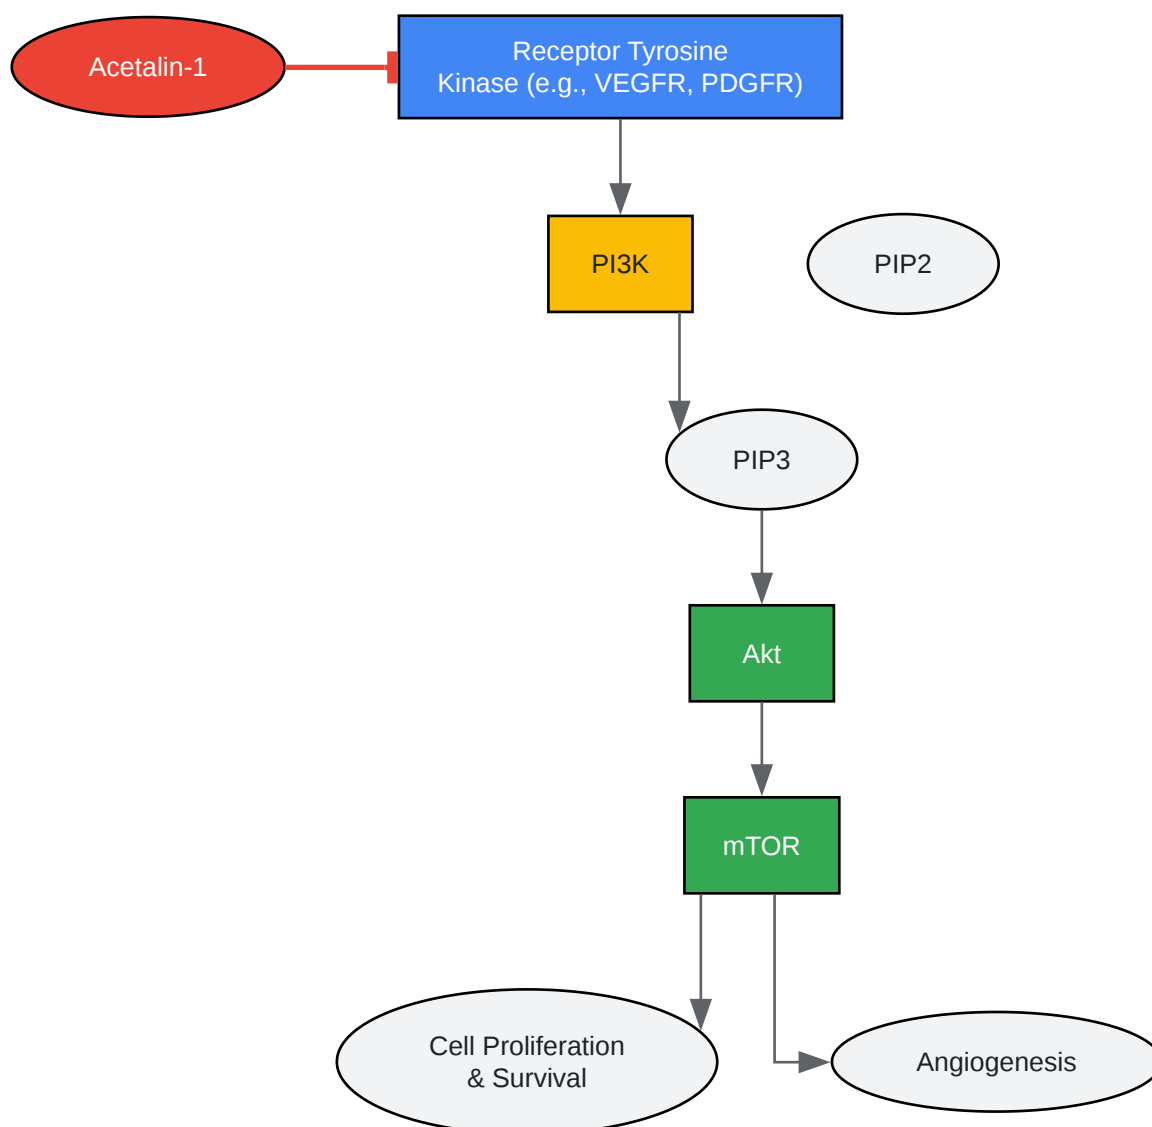 Acetalin-1
Receptor Tyrosine
Kinase (e.g., VEGFR, PDGFR)
PI3K
PIP2
PIP3
Akt
mTOR
Cell Proliferation
& Survival
Angiogenesis